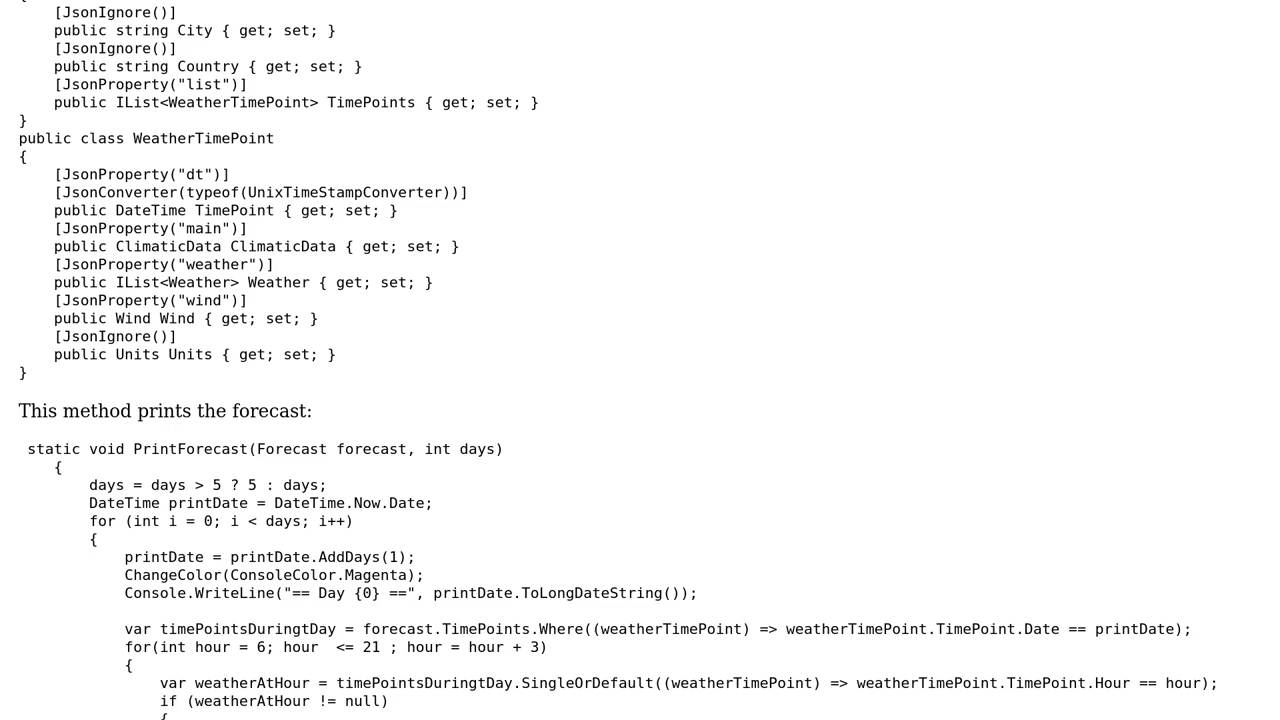 {
    [JsonIgnore()]
    public string City { get; set; }
    [JsonIgnore()]
    public string Country { get; set; }
    [JsonProperty("list")]
    public IList<WeatherTimePoint> TimePoints { get; set; }
}
public class WeatherTimePoint
{
    [JsonProperty("dt")]
    [JsonConverter(typeof(UnixTimeStampConverter))]
    public DateTime TimePoint { get; set; }
    [JsonProperty("main")]
    public ClimaticData ClimaticData { get; set; }
    [JsonProperty("weather")]
    public IList<Weather> Weather { get; set; }
    [JsonProperty("wind")]
    public Wind Wind { get; set; }
    [JsonIgnore()]
    public Units Units { get; set; }
}
This method prints the forecast:
 static void PrintForecast(Forecast forecast, int days)
    {
        days = days > 5 ? 5 : days;
        DateTime printDate = DateTime.Now.Date;
        for (int i = 0; i < days; i++)
        {
            printDate = printDate.AddDays(1);
            ChangeColor(ConsoleColor.Magenta);
            Console.WriteLine("== Day {0} ==", printDate.ToLongDateString());
            var timePointsDuringtDay = forecast.TimePoints.Where((weatherTimePoint) => weatherTimePoint.TimePoint.Date == printDate);
            for(int hour = 6; hour  <= 21 ; hour = hour + 3)
            {
                var weatherAtHour = timePointsDuringtDay.SingleOrDefault((weatherTimePoint) => weatherTimePoint.TimePoint.Hour == hour);
                if (weatherAtHour != null)
                {